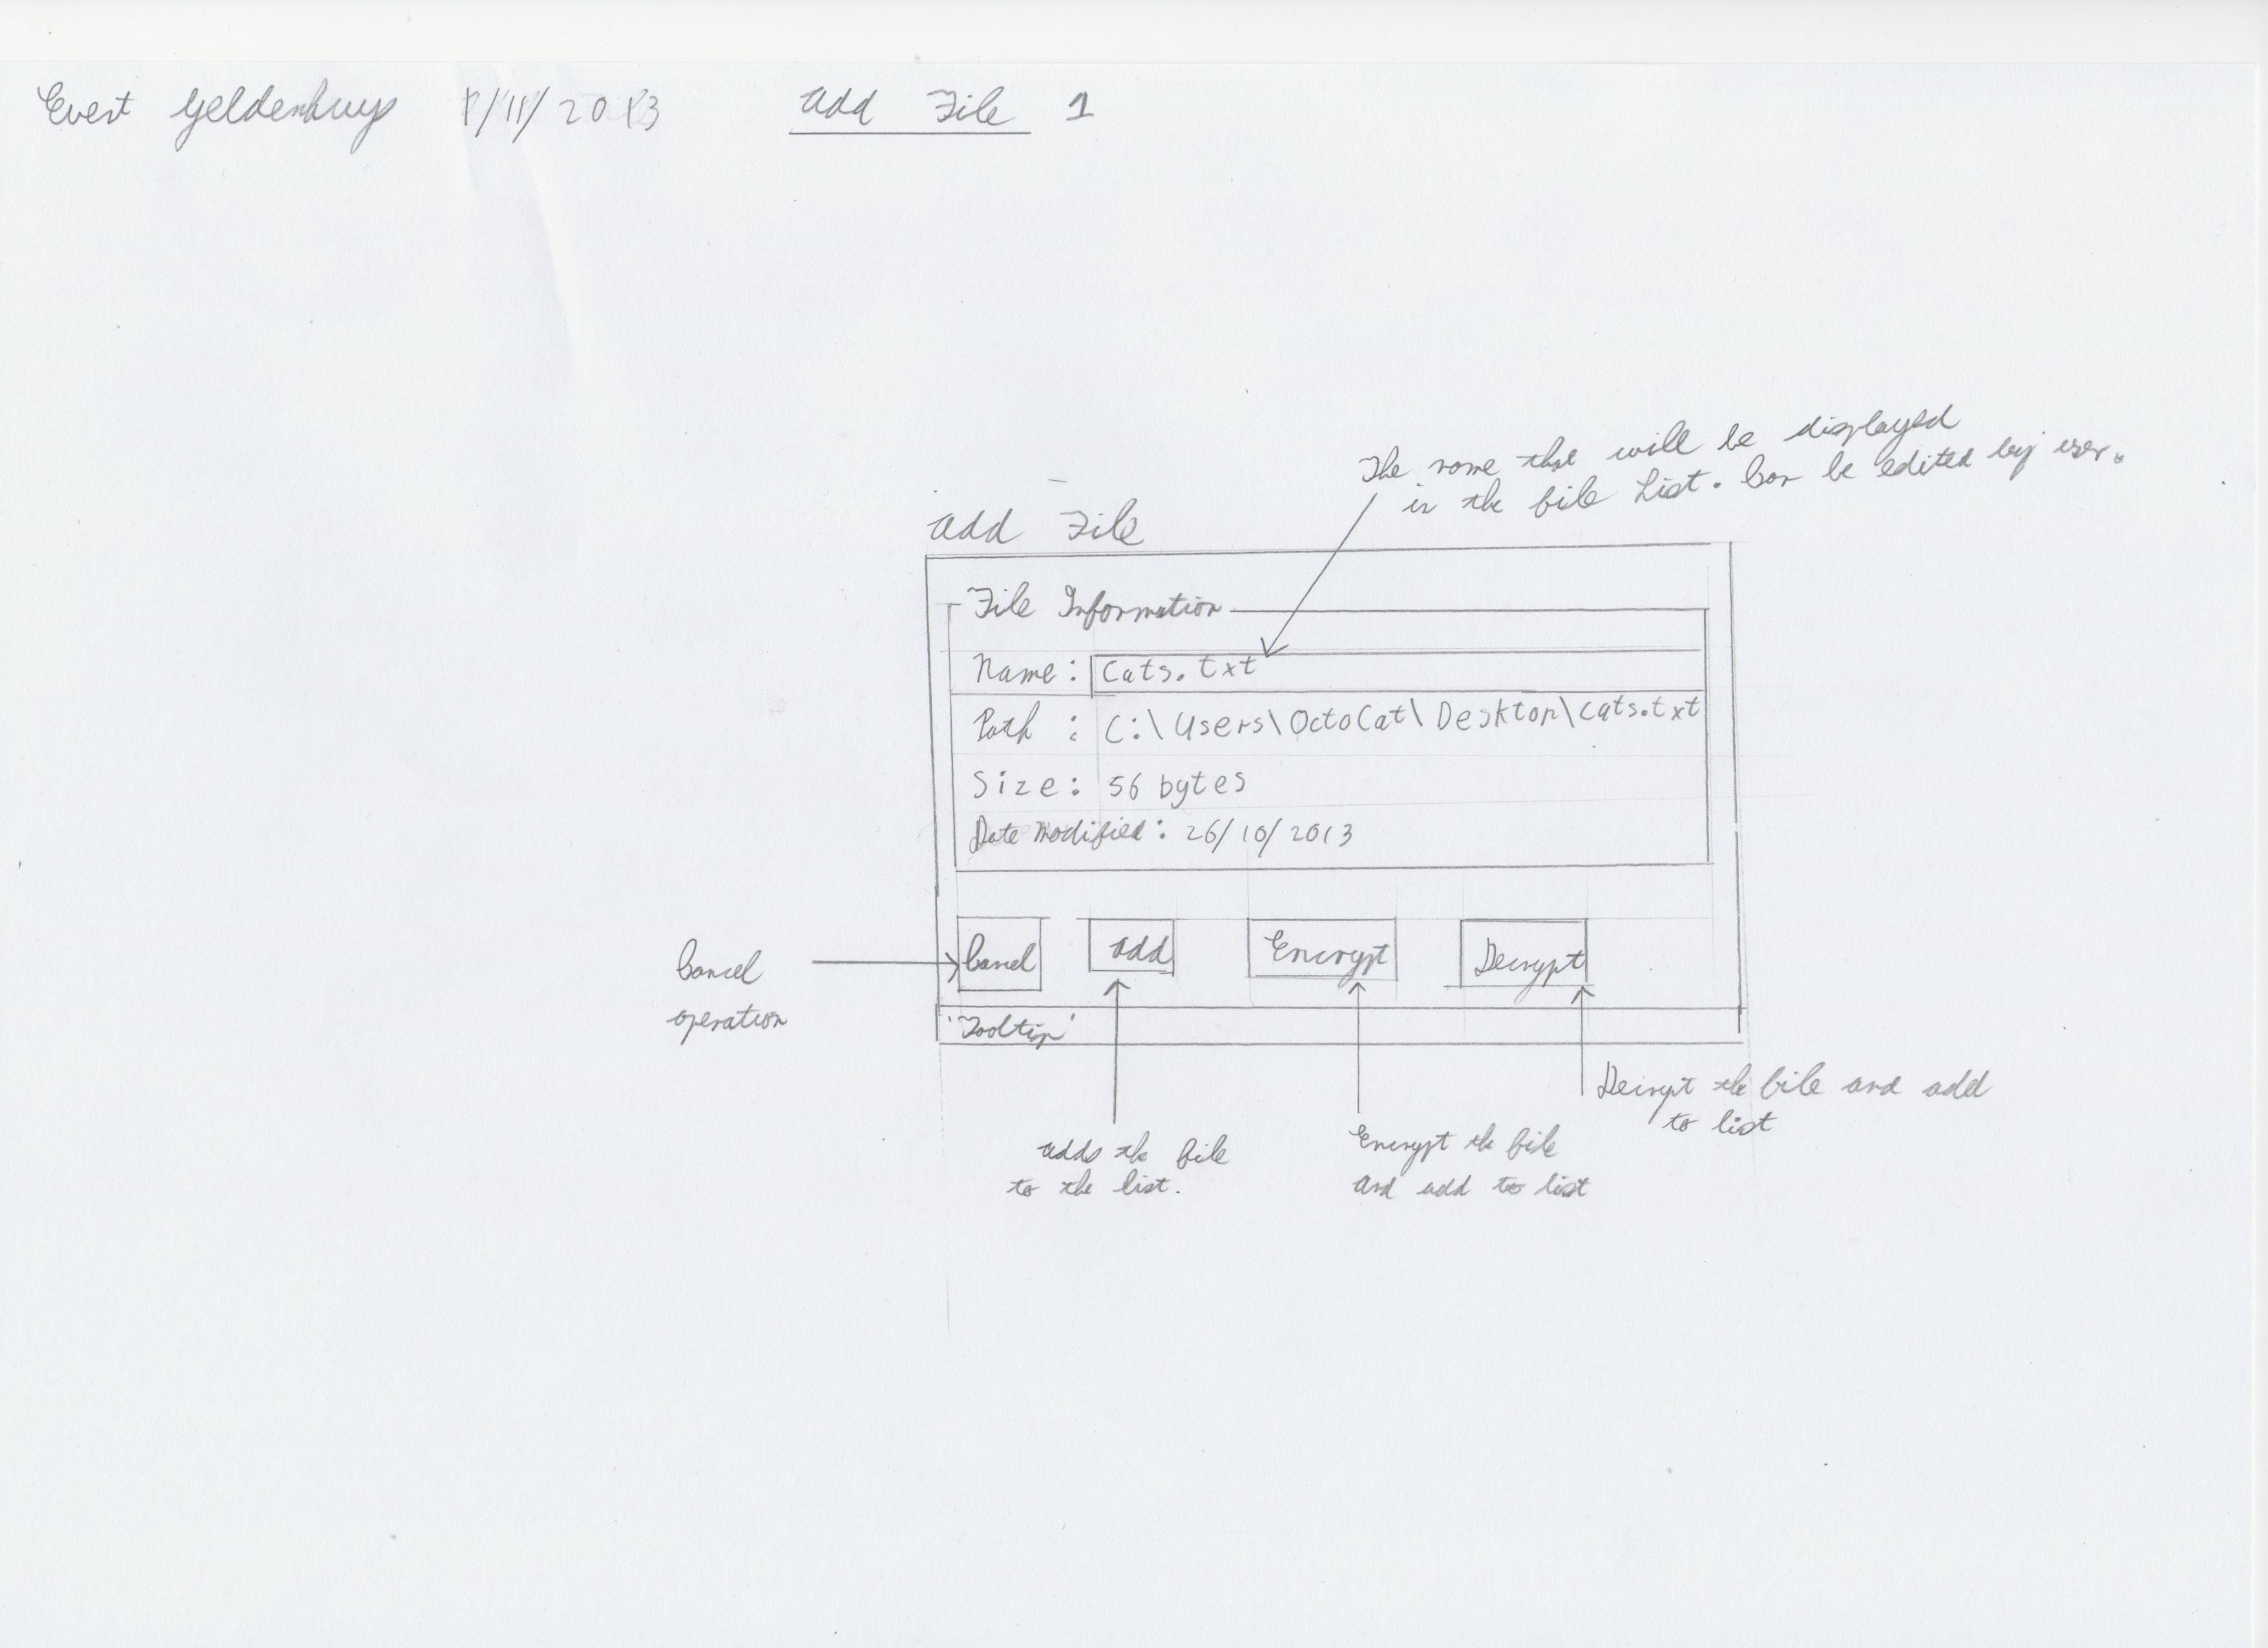 Evert Geldenhuys 8/11/2013 Add File 1
The name that will be displayed
in the file List. Can be edited by user.
Add File
File Information
Name: Cats.txt
Path : C:\Users\OctoCat\Desktop\cats.txt
Size: 56 bytes
Date Modified: 26/10/2013
Cancel Add Encrypt Decrypt
Cancel
operation
'Tooltip'
Decrypt the file and add
to list
Adds the file
to the list.
Encrypt the file
and add to list